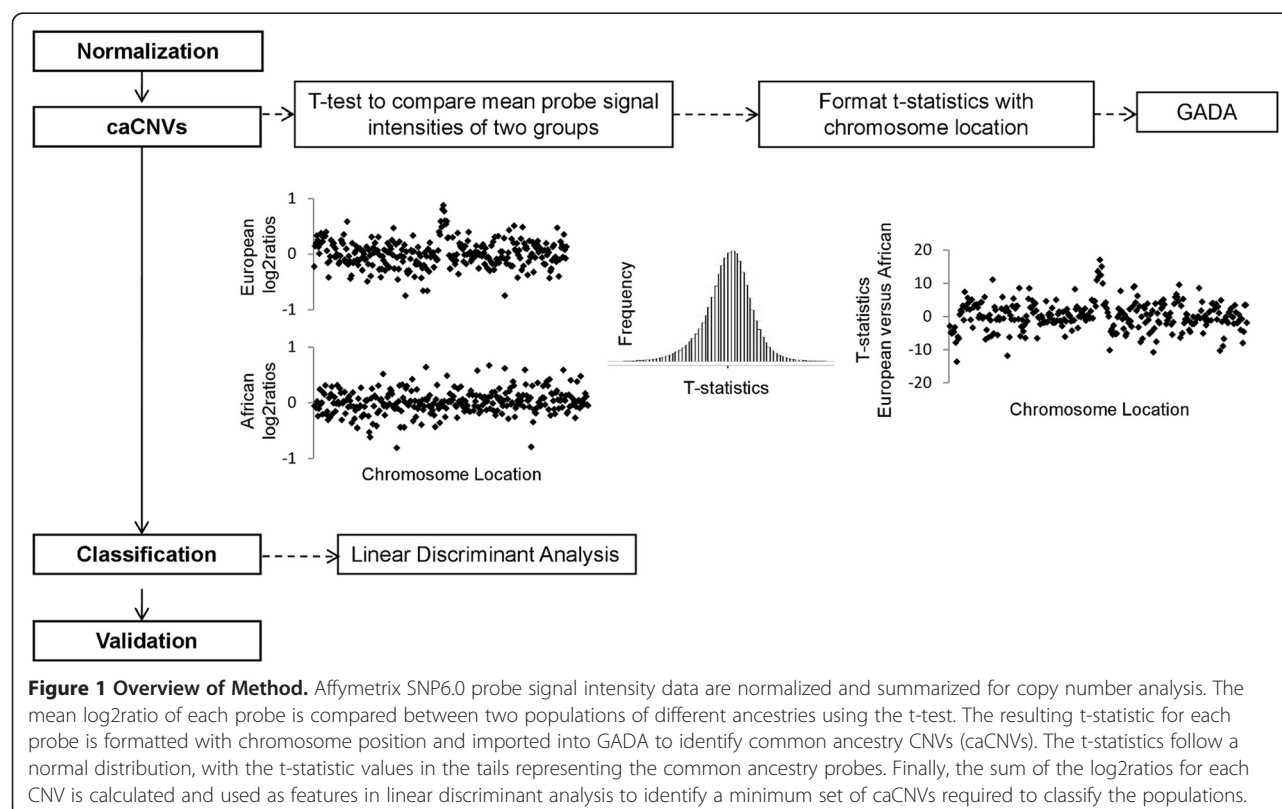 Normalization
caCNVs
T-test to compare mean probe signal
intensities of two groups
Format t-statistics with
chromosome location
GADA
European
log2ratios
1
0
-1
African
log2ratios
1
0
-1
Chromosome Location
Frequency
T-statistics
T-statistics
European versus African
20
10
0
-10
-20
Chromosome Location
Classification
Linear Discriminant Analysis
Validation
Figure 1 Overview of Method. Affymetrix SNP6.0 probe signal intensity data are normalized and summarized for copy number analysis. The
mean log2ratio of each probe is compared between two populations of different ancestries using the t-test. The resulting t-statistic for each
probe is formatted with chromosome position and imported into GADA to identify common ancestry CNVs (caCNVs). The t-statistics follow a
normal distribution, with the t-statistic values in the tails representing the common ancestry probes. Finally, the sum of the log2ratios for each
CNV is calculated and used as features in linear discriminant analysis to identify a minimum set of caCNVs required to classify the populations.